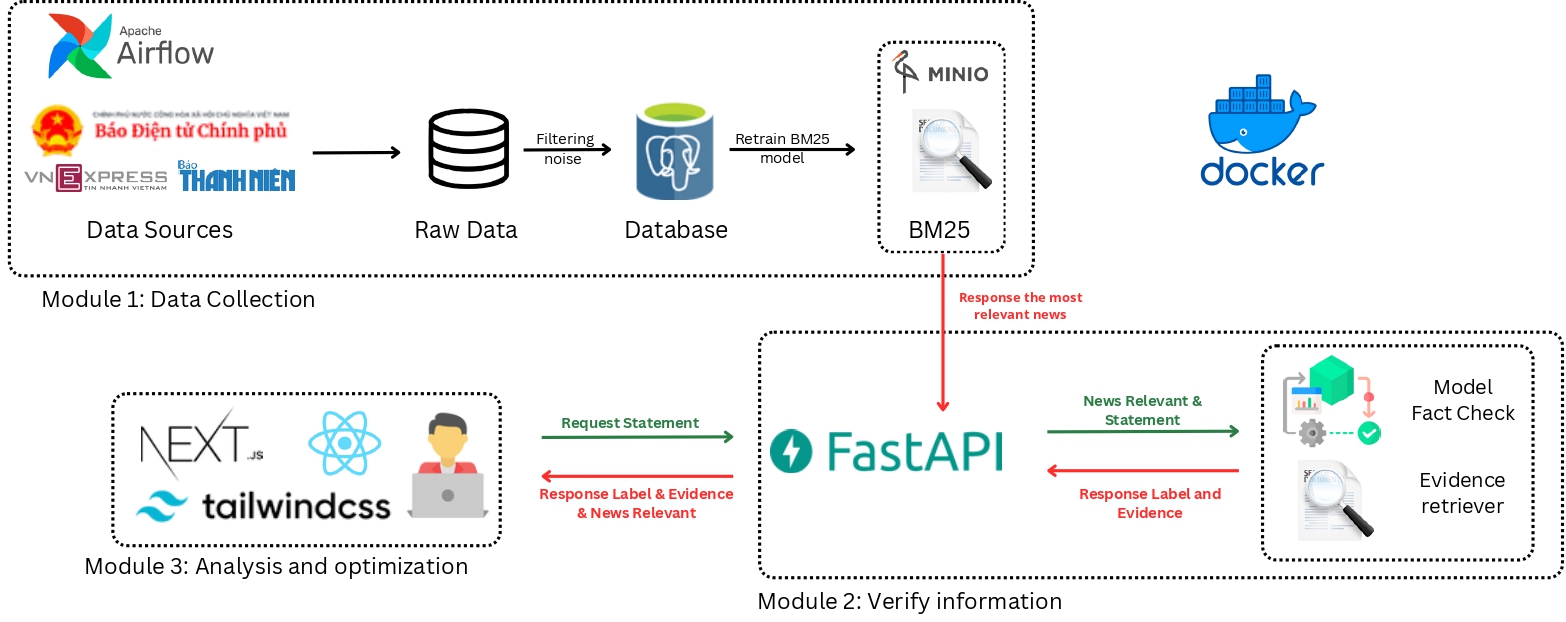 Apache
Airflow
CHÍNH PHỦ NƯỚC CỘNG HÒA XÃ HỘI CHỦ NGHĨA VIỆT NAM
Báo Điện tử Chính phủ
VNEXPRESS
TIN NHANH VIETNAM
Báo
THANH NIÊN
Data Sources
Raw Data
Filtering
noise
Database
Retrain BM25
model
MINIO
BM25
docker
Module 1: Data Collection
Response the most
relevant news
NEXT.JS
tailwindcss
Module 3: Analysis and optimization
Request Statement
Response Label & Evidence
& News Relevant
FastAPI
News Relevant &
Statement
Response Label and
Evidence
Model
Fact Check
Evidence
retriever
Module 2: Verify information